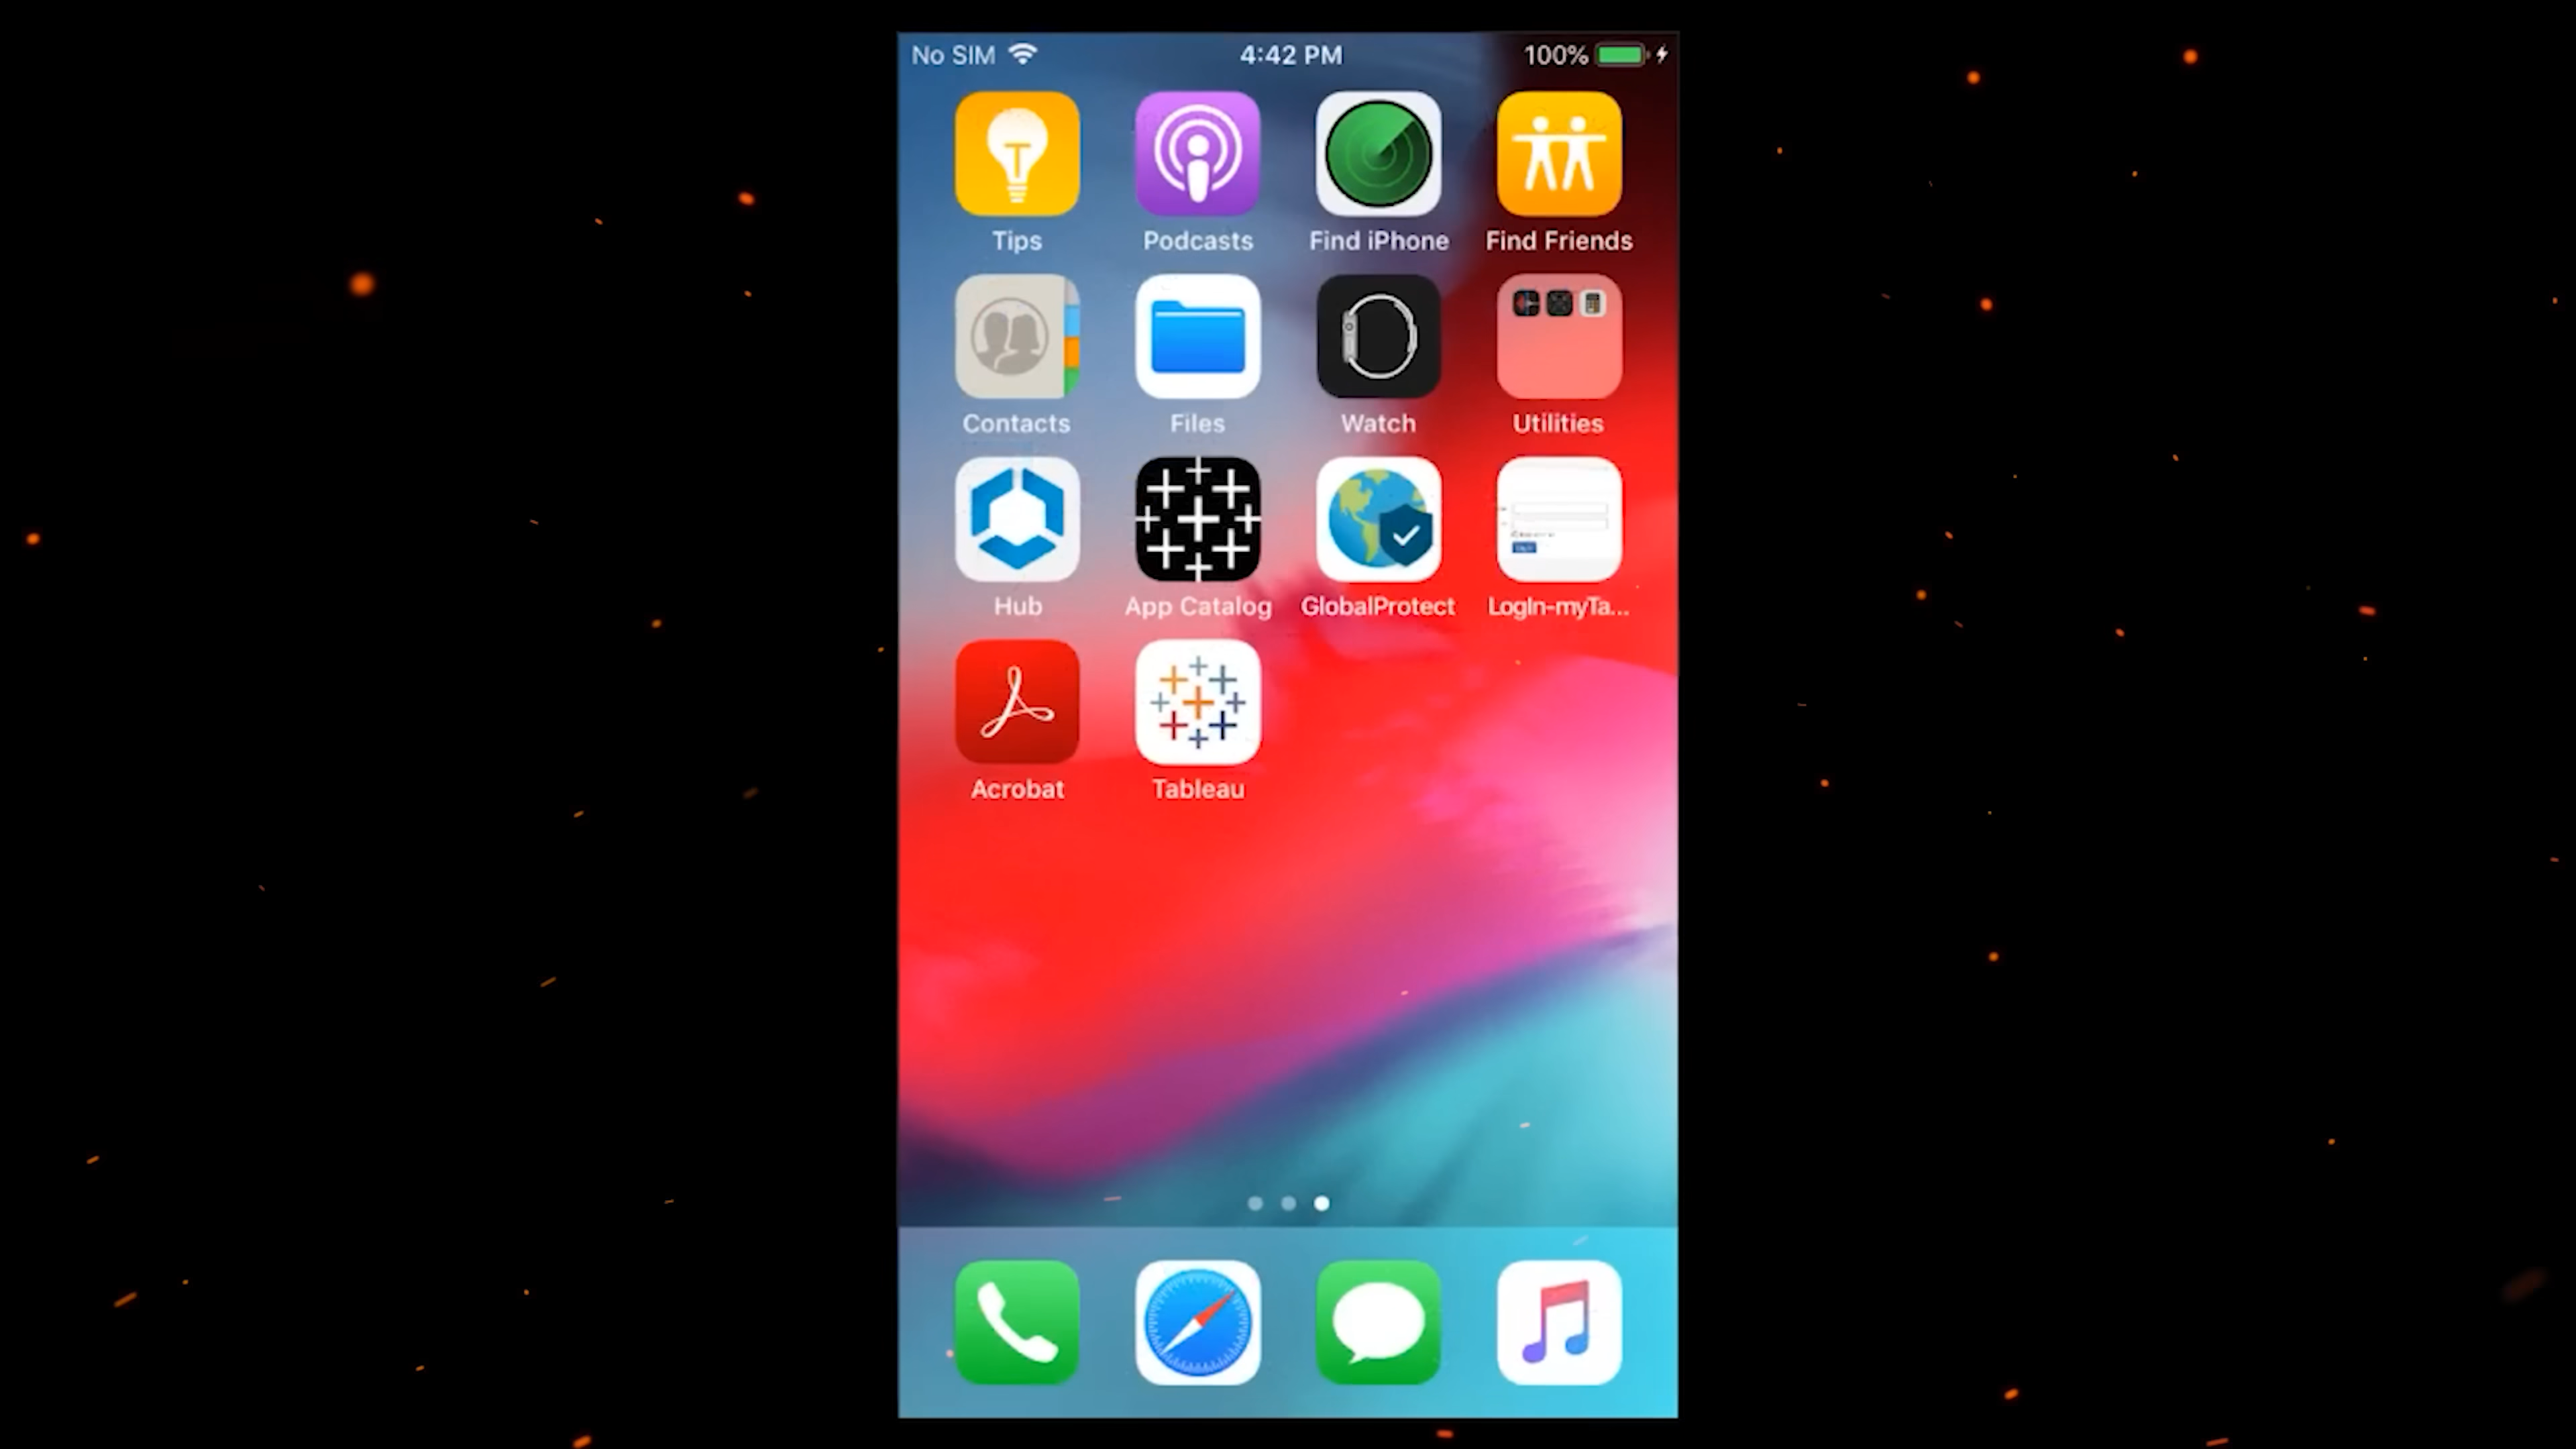 No SIM 4:42 PM 100%
Tips Podcasts Find iPhone Find Friends
Contacts Files Watch Utilities
Hub App Catalog GlobalProtect LogIn-myTa...
Acrobat Tableau